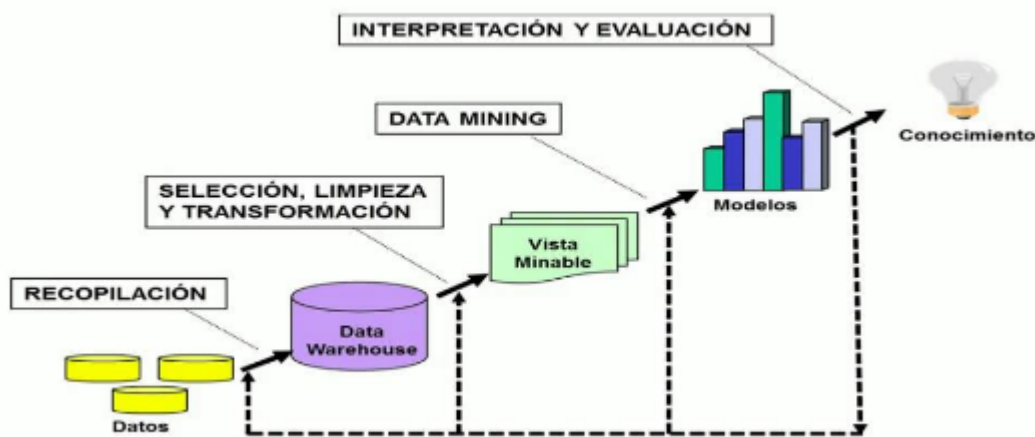 INTERPRETACIÓN Y EVALUACIÓN
Conocimiento
DATA MINING
Modelos
SELECCIÓN, LIMPIEZA
Y TRANSFORMACIÓN
Vista
Minable
RECOPILACIÓN
Data
Warehouse
Datos